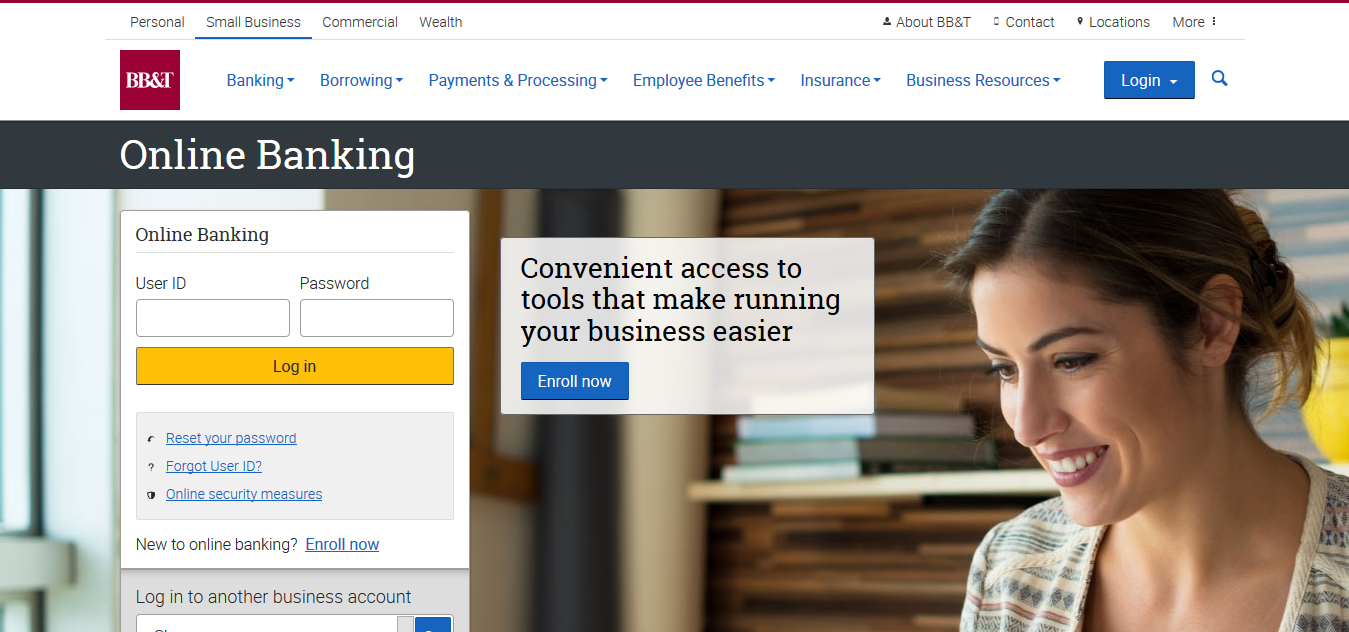 Personal Small Business Commercial Wealth About BB&T Contact Locations More
BB&T Banking Borrowing Payments & Processing Employee Benefits Insurance Business Resources Login
Online Banking
Online Banking
User ID Password
Log in
Reset your password
? Forgot User ID?
Online security measures
New to online banking? Enroll now
Log in to another business account
Convenient access to
tools that make running
your business easier
Enroll now